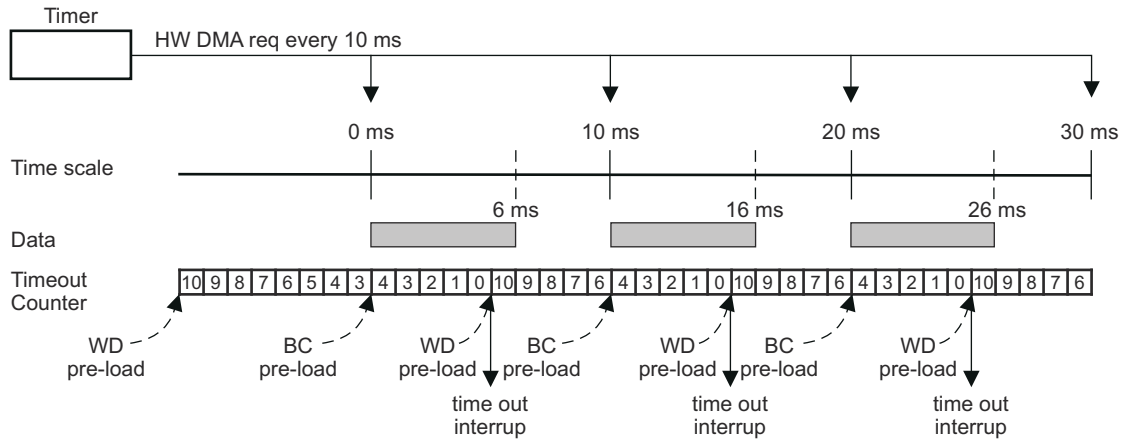 Timer
HW DMA req every 10 ms
0 ms 10 ms 20 ms 30 ms
Time scale
6 ms 16 ms 26 ms
Data
Timeout
Counter
10 9 8 7 6 5 4 3 4 3 2 1 0 10 9 8 7 6 4 3 2 1 0 10 9 8 7 6 4 3 2 1 0 10 9 8 7 6
WD
pre-load
BC
pre-load
WD
pre-load
BC
pre-load
WD
pre-load
BC
pre-load
WD
pre-load
time out
interrup
time out
interrup
time out
interrup